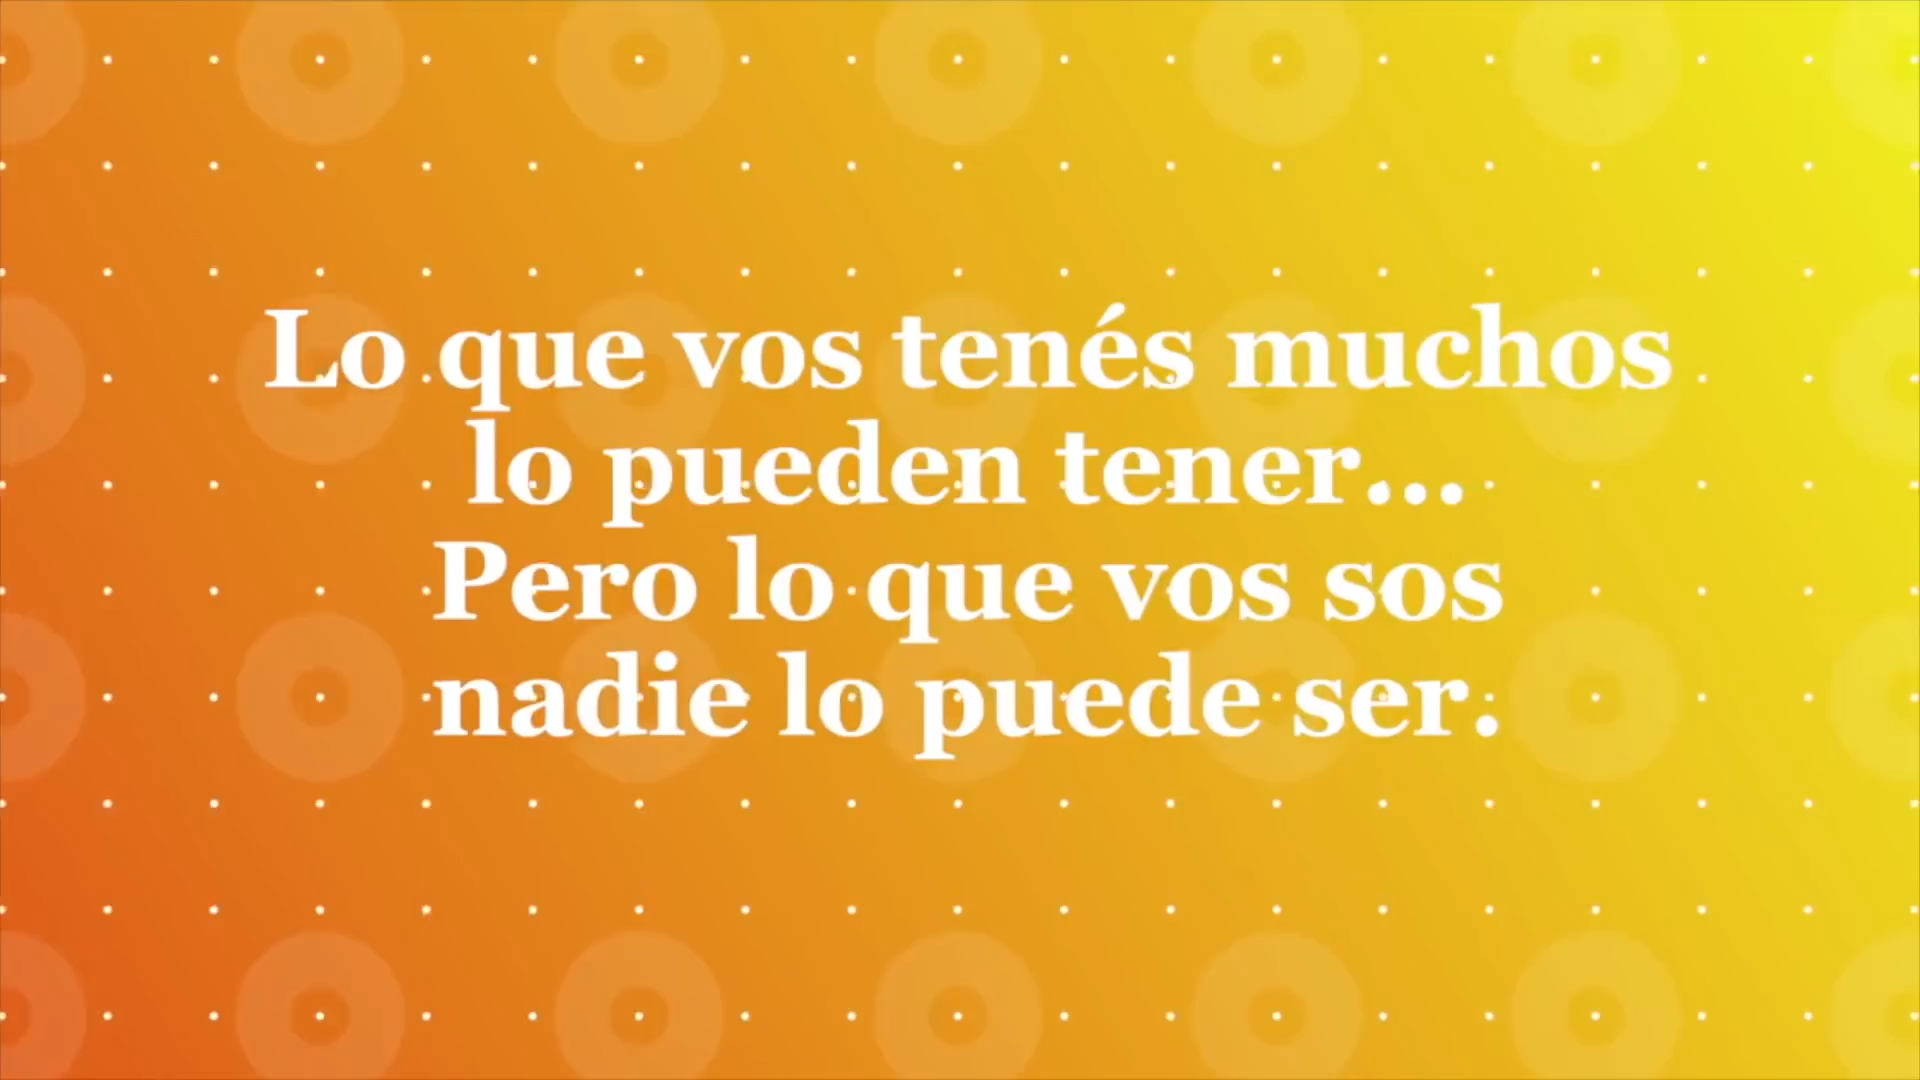 Lo que vos tenés muchos
lo pueden tener...
Pero lo que vos sos
nadie lo puede ser.